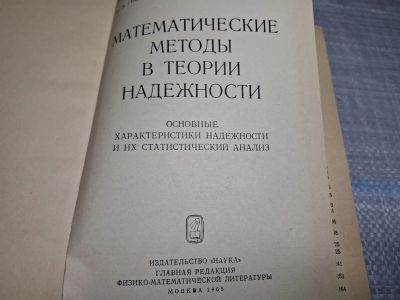 МАТЕМАТИЧЕСКИЕ
МЕТОДЫ
В ТЕОРИИ
НАДЕЖНОСТИ
ОСНОВНЫЕ
ХАРАКТЕРИСТИКИ НАДЕЖНОСТИ
И ИХ СТАТИСТИЧЕСКИЙ АНАЛИЗ
ИЗДАТЕЛЬСТВО «НАУКА»
ГЛАВНАЯ РЕДАКЦИЯ
ФИЗИКО-МАТЕМАТИЧЕСКОЙ ЛИТЕРАТУРЫ
МОСКВА 1965